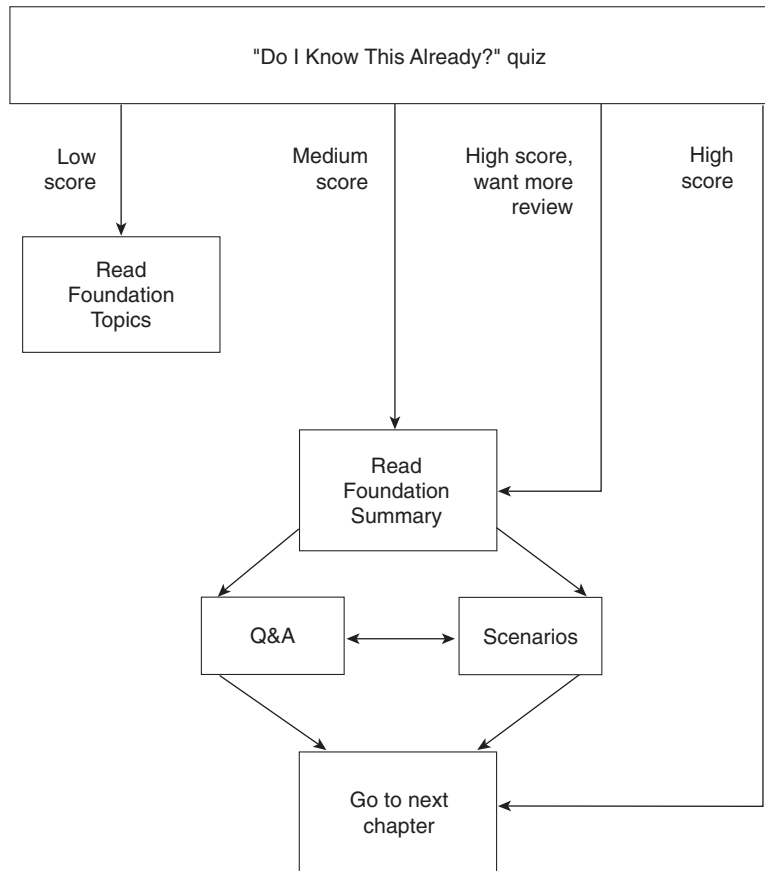 "Do I Know This Already?" quiz
Low
score
Medium
score
High score,
want more
review
High
score
Read
Foundation
Topics
Read
Foundation
Summary
Q&A
Scenarios
Go to next
chapter